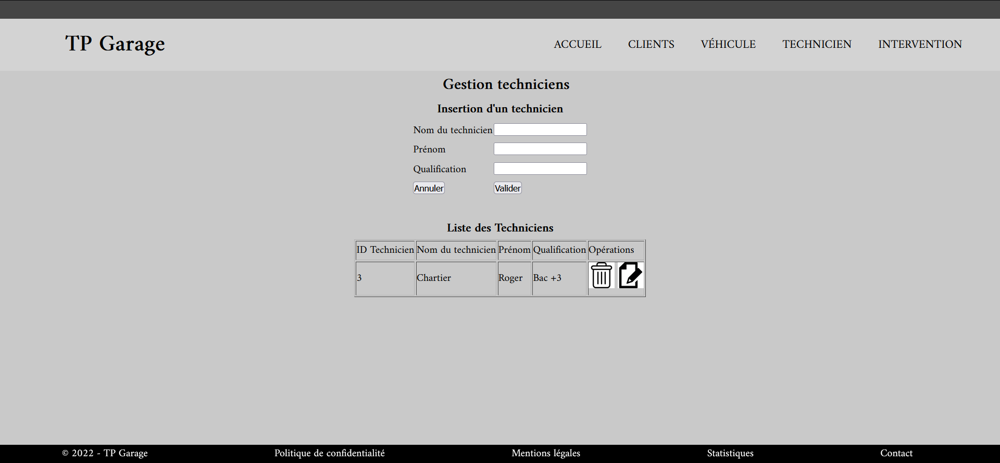 TP Garage
ACCUEIL CLIENTS VÉHICULE TECHNICIEN INTERVENTION
Gestion techniciens
Insertion d'un technicien
Nom du technicien
Prénom
Qualification
Annuler Valider
Liste des Techniciens
ID Technicien Nom du technicien Prénom Qualification Opérations
3 Chartier Roger Bac +3
© 2022 - TP Garage Politique de confidentialité Mentions légales Statistiques Contact